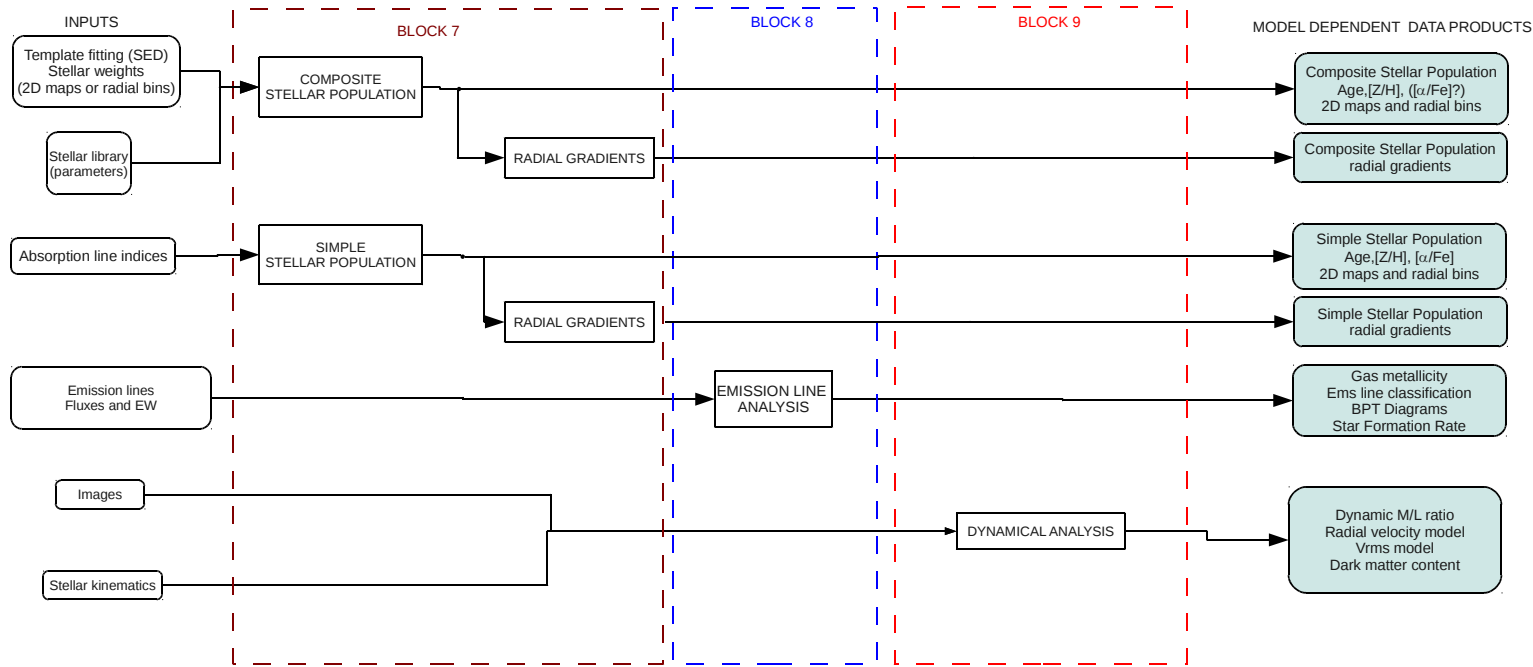 INPUTS
BLOCK 7
BLOCK 8
BLOCK 9
MODEL DEPENDENT DATA PRODUCTS
Template fitting (SED)
Stellar weights
(2D maps or radial bins)
Stellar library
(parameters)
COMPOSITE
STELLAR POPULATION
RADIAL GRADIENTS
Composite Stellar Population
Age,[Z/H], ([α/Fe]?)
2D maps and radial bins
Composite Stellar Population
radial gradients
Absorption line indices
SIMPLE
STELLAR POPULATION
RADIAL GRADIENTS
Simple Stellar Population
Age,[Z/H], [α/Fe]
2D maps and radial bins
Simple Stellar Population
radial gradients
Emission lines
Fluxes and EW
EMISSION LINE
ANALYSIS
Gas metallicity
Ems line classification
BPT Diagrams
Star Formation Rate
Images
Stellar kinematics
DYNAMICAL ANALYSIS
Dynamic M/L ratio
Radial velocity model
Vrms model
Dark matter content